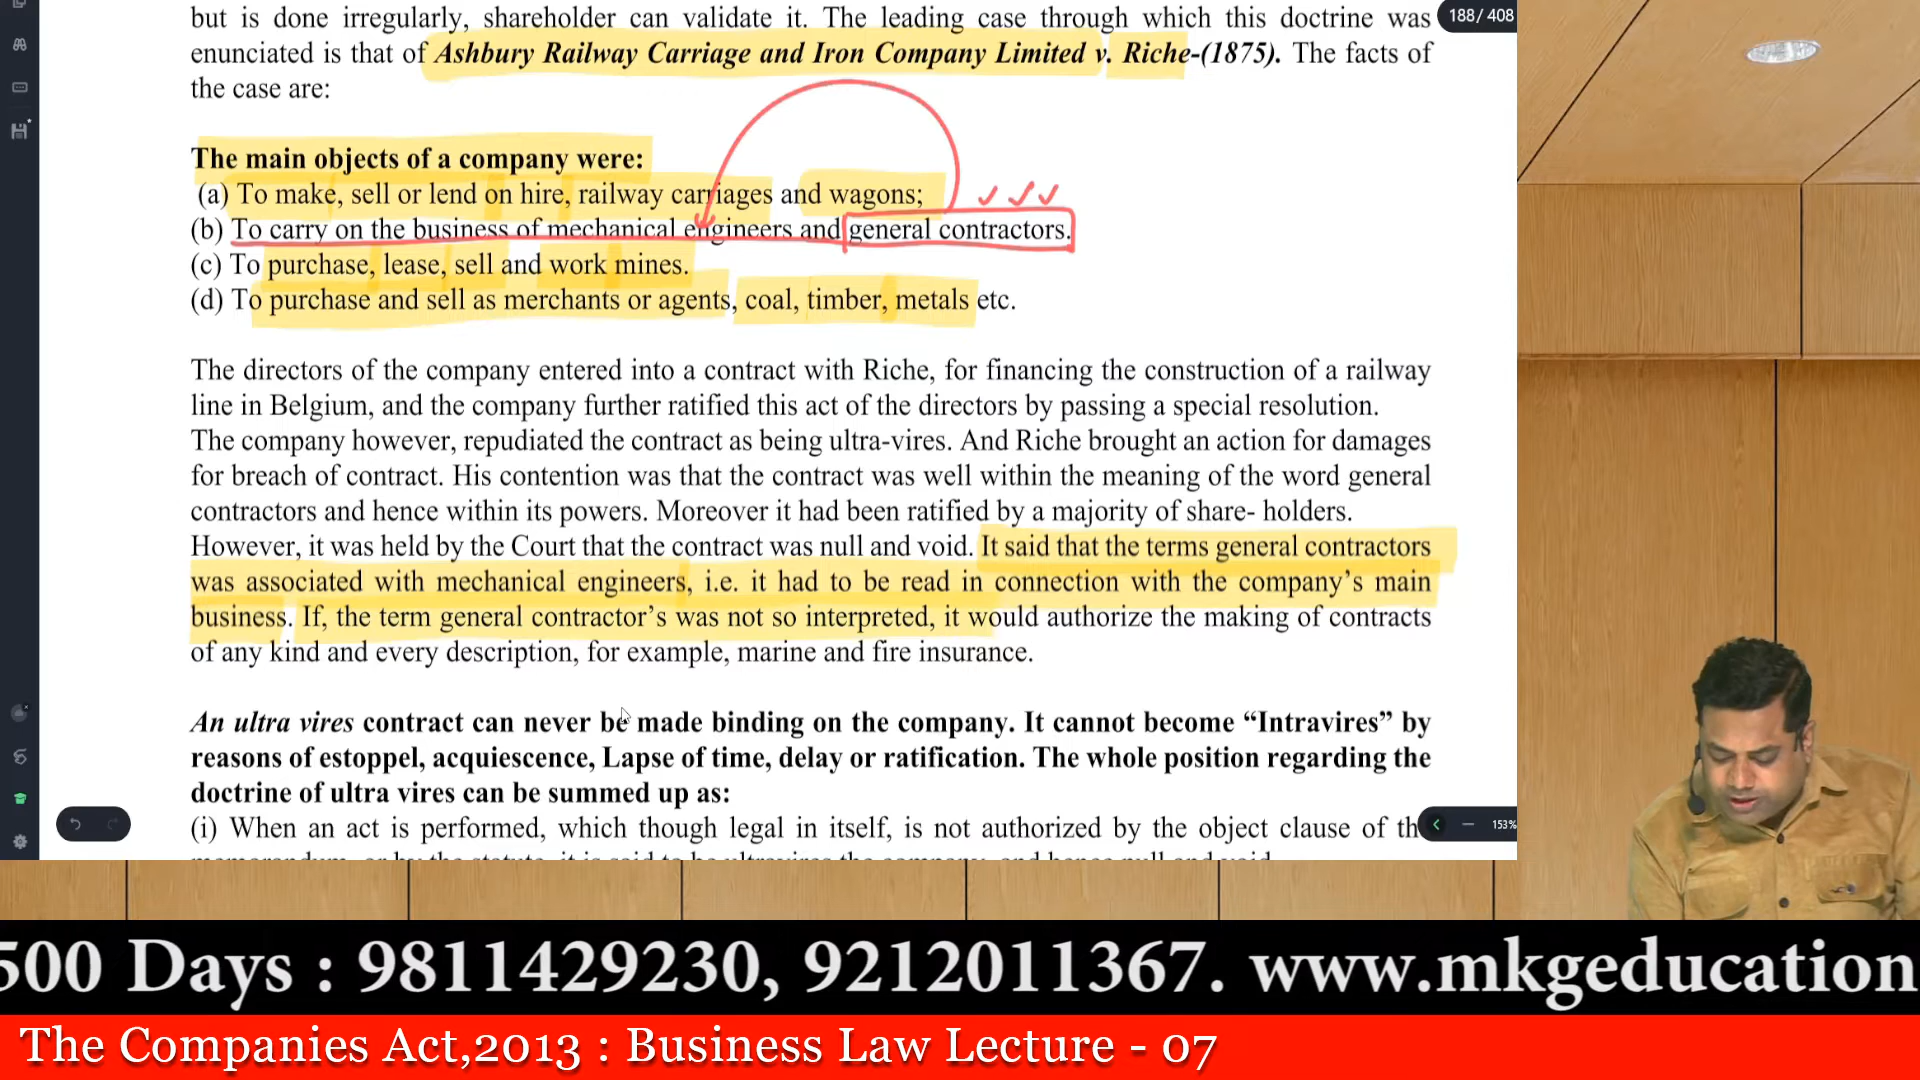 but is done irregularly, shareholder can validate it. The leading case through which this doctrine was
188/408
enunciated is that of Ashbury Railway Carriage and Iron Company Limited v. Riche-(1875). The facts of
the case are:
The main objects of a company were:
(a) To make, sell or lend on hire, railway carriages and wagons;
(b) To carry on the business of mechanical engineers and general contractors.
(c) To purchase, lease, sell and work mines.
(d) To purchase and sell as merchants or agents, coal, timber, metals etc.
The directors of the company entered into a contract with Riche, for financing the construction of a railway
line in Belgium, and the company further ratified this act of the directors by passing a special resolution.
The company however, repudiated the contract as being ultra-vires. And Riche brought an action for damages
for breach of contract. His contention was that the contract was well within the meaning of the word general
contractors and hence within its powers. Moreover it had been ratified by a majority of share- holders.
However, it was held by the Court that the contract was null and void. It said that the terms general contractors
was associated with mechanical engineers, i.e. it had to be read in connection with the company's main
business. If, the term general contractor's was not so interpreted, it would authorize the making of contracts
of any kind and every description, for example, marine and fire insurance.
An ultra vires contract can never be made binding on the company. It cannot become “Intravires” by
reasons of estoppel, acquiescence, Lapse of time, delay or ratification. The whole position regarding the
doctrine of ultra vires can be summed up as:
(i) When an act is performed, which though legal in itself, is not authorized by the object clause of th
153%
500 Days : 9811429230, 9212011367. www.mkgeducation
The Companies Act,2013 : Business Law Lecture - 07